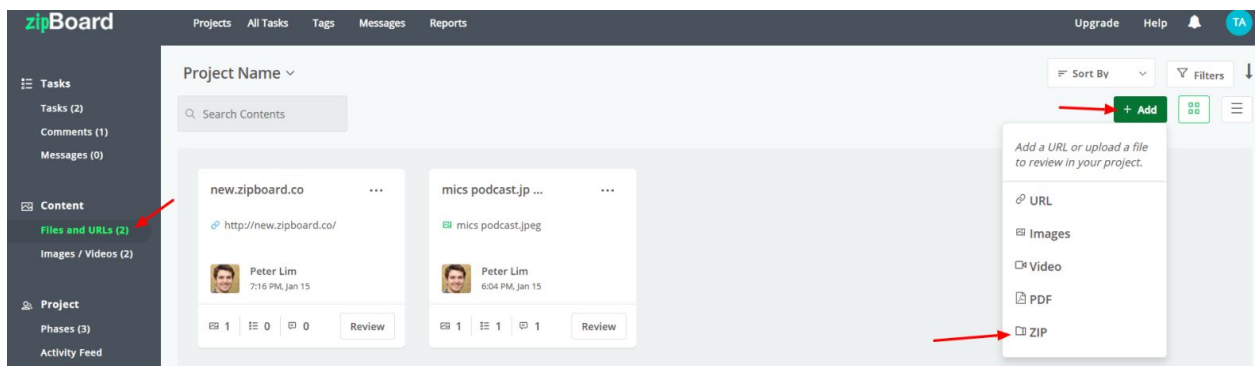 zipBoard
Projects All Tasks Tags Messages Reports
Upgrade Help TA
Tasks
Tasks (2)
Comments (1)
Messages (0)
Content
Files and URLs (2)
Images / Videos (2)
Project
Phases (3)
Activity Feed
Project Name
Sort By
Filters
Search Contents
+ Add
new.zipboard.co ...
http://new.zipboard.co/
Peter Lim
7:16 PM, Jan 15
1 0 0 Review
mics podcast.jp ... ...
mics podcast.jpeg
Peter Lim
6:04 PM, Jan 15
1 1 1 Review
Add a URL or upload a file
to review in your project.
URL
Images
Video
PDF
ZIP